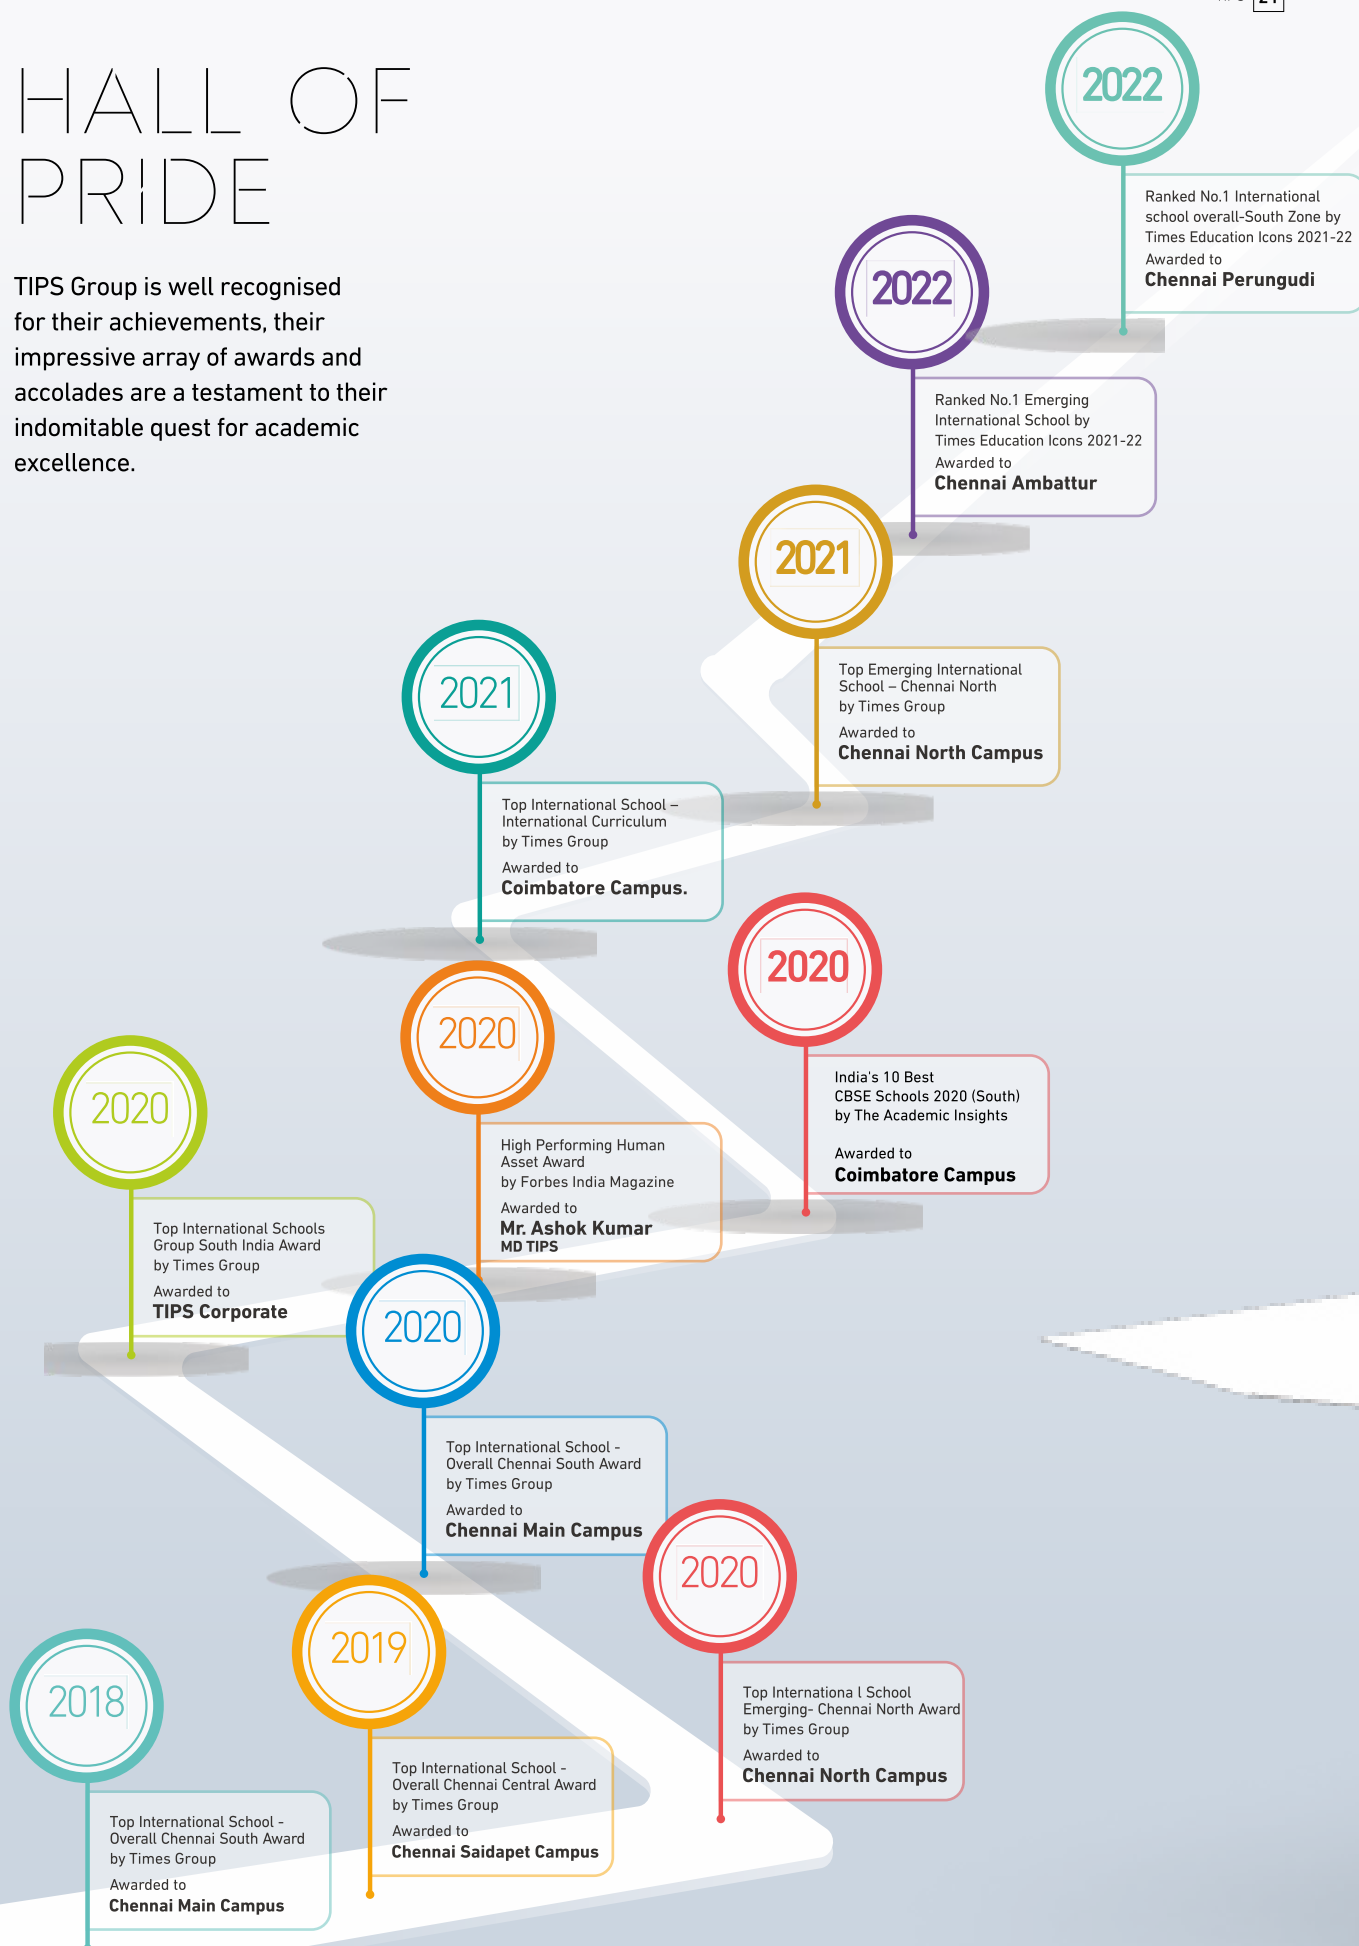 HALL OF
PRIDE
TIPS Group is well recognised
for their achievements, their
impressive array of awards and
accolades are a testament to their
indomitable quest for academic
excellence.
2022
Ranked No.1 International
school overall-South Zone by
Times Education Icons 2021-22
Awarded to
Chennai Perungudi
2022
Ranked No.1 Emerging
International School by
Times Education Icons 2021-22
Awarded to
Chennai Ambattur
2021
Top Emerging International
School – Chennai North
by Times Group
Awarded to
Chennai North Campus
2021
Top International School –
International Curriculum
by Times Group
Awarded to
Coimbatore Campus.
2020
India's 10 Best
CBSE Schools 2020 (South)
by The Academic Insights
Awarded to
Coimbatore Campus
2020
High Performing Human
Asset Award
by Forbes India Magazine
Awarded to
Mr. Ashok Kumar
MD TIPS
2020
Top International Schools
Group South India Award
by Times Group
Awarded to
TIPS Corporate
2020
Top International School -
Overall Chennai South Award
by Times Group
Awarded to
Chennai Main Campus
2020
Top Internationa l School
Emerging- Chennai North Award
by Times Group
Awarded to
Chennai North Campus
2019
Top International School -
Overall Chennai Central Award
by Times Group
Awarded to
Chennai Saidapet Campus
2018
Top International School -
Overall Chennai South Award
by Times Group
Awarded to
Chennai Main Campus